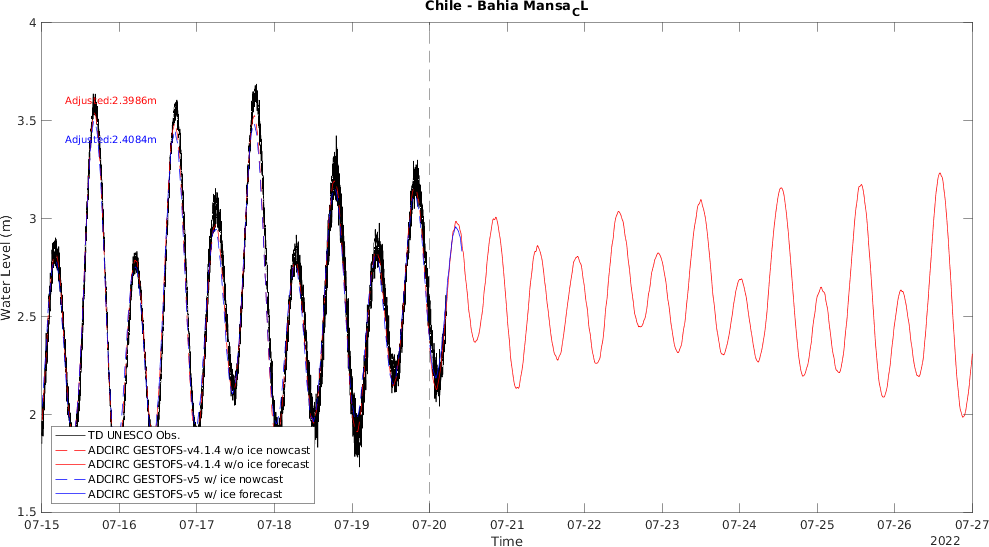 Chile - Bahia Mansa_CL
Water Level (m)
4
3.5
3
2.5
2
1.5
Adjusted:2.3986m
Adjusted:2.4084m
TD UNESCO Obs.
ADCIRC GESTOFS-v4.1.4 w/o ice nowcast
ADCIRC GESTOFS-v4.1.4 w/o ice forecast
ADCIRC GESTOFS-v5 w/ ice nowcast
ADCIRC GESTOFS-v5 w/ ice forecast
07-15 07-16 07-17 07-18 07-19 07-20 07-21 07-22 07-23 07-24 07-25 07-26 07-27
Time
2022